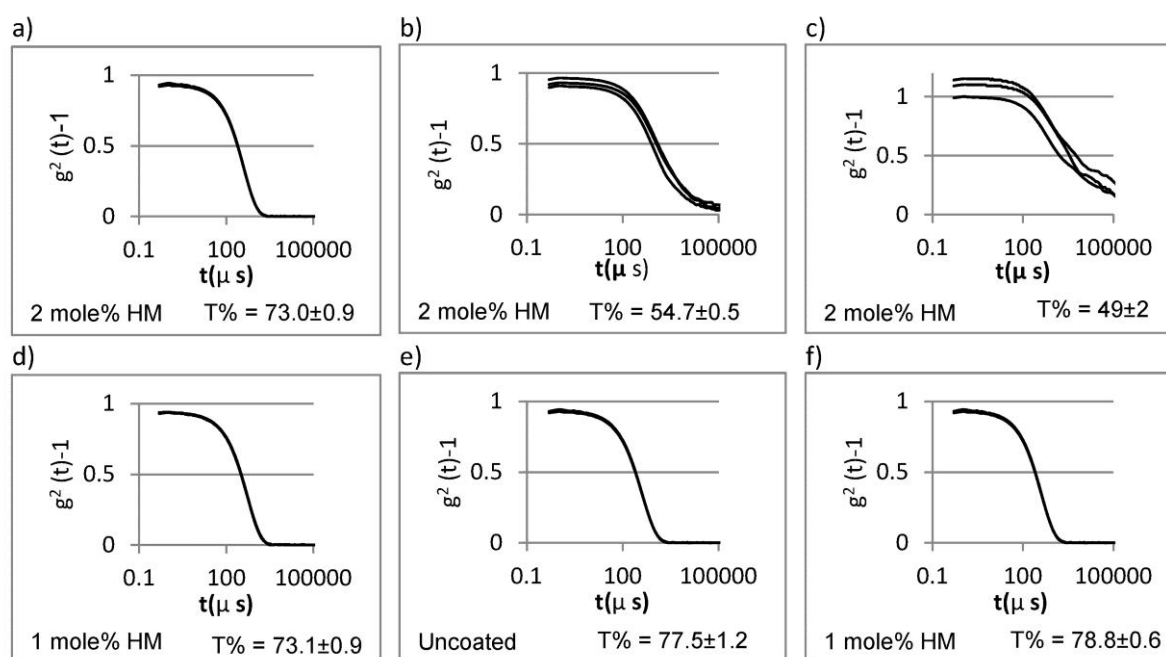 a)
1
0.5
0
g² (t)-1
0.1 100 100000
t(μ s)
2 mole% HM T% = 73.0±0.9
b)
1
0.5
0
g² (t)-1
0.1 100 100000
t(μ s)
2 mole% HM T% = 54.7±0.5
c)
1
0.5
0
g² (t)-1
0.1 100 100000
t(μ s)
2 mole% HM T% = 49±2
d)
1
0.5
0
g² (t)-1
0.1 100 100000
t(μ s)
1 mole% HM T% = 73.1±0.9
e)
1
0.5
0
g² (t)-1
0.1 100 100000
t(μ s)
Uncoated T% = 77.5±1.2
f)
1
0.5
0
g² (t)-1
0.1 100 100000
t(μ s)
1 mole% HM T% = 78.8±0.6